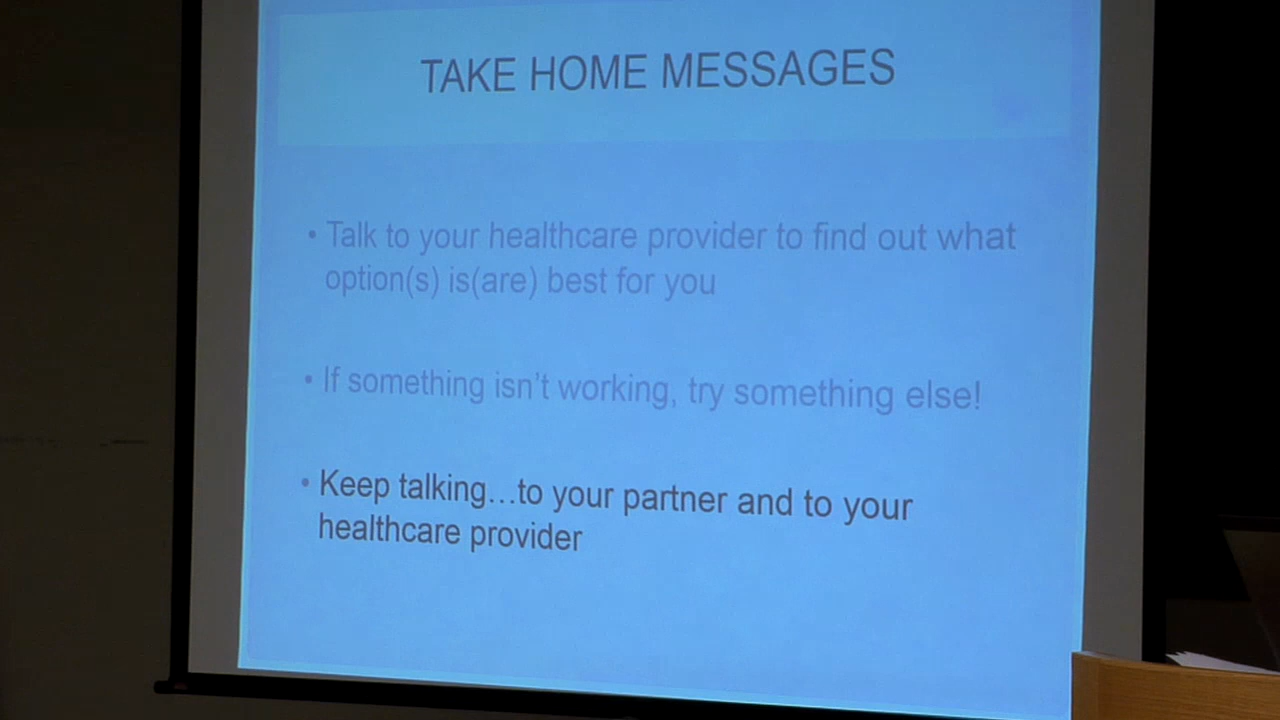 TAKE HOME MESSAGES
• Talk to your healthcare provider to find out what
option(s) is(are) best for you
• If something isn't working, try something else!
• Keep talking...to your partner and to your
healthcare provider